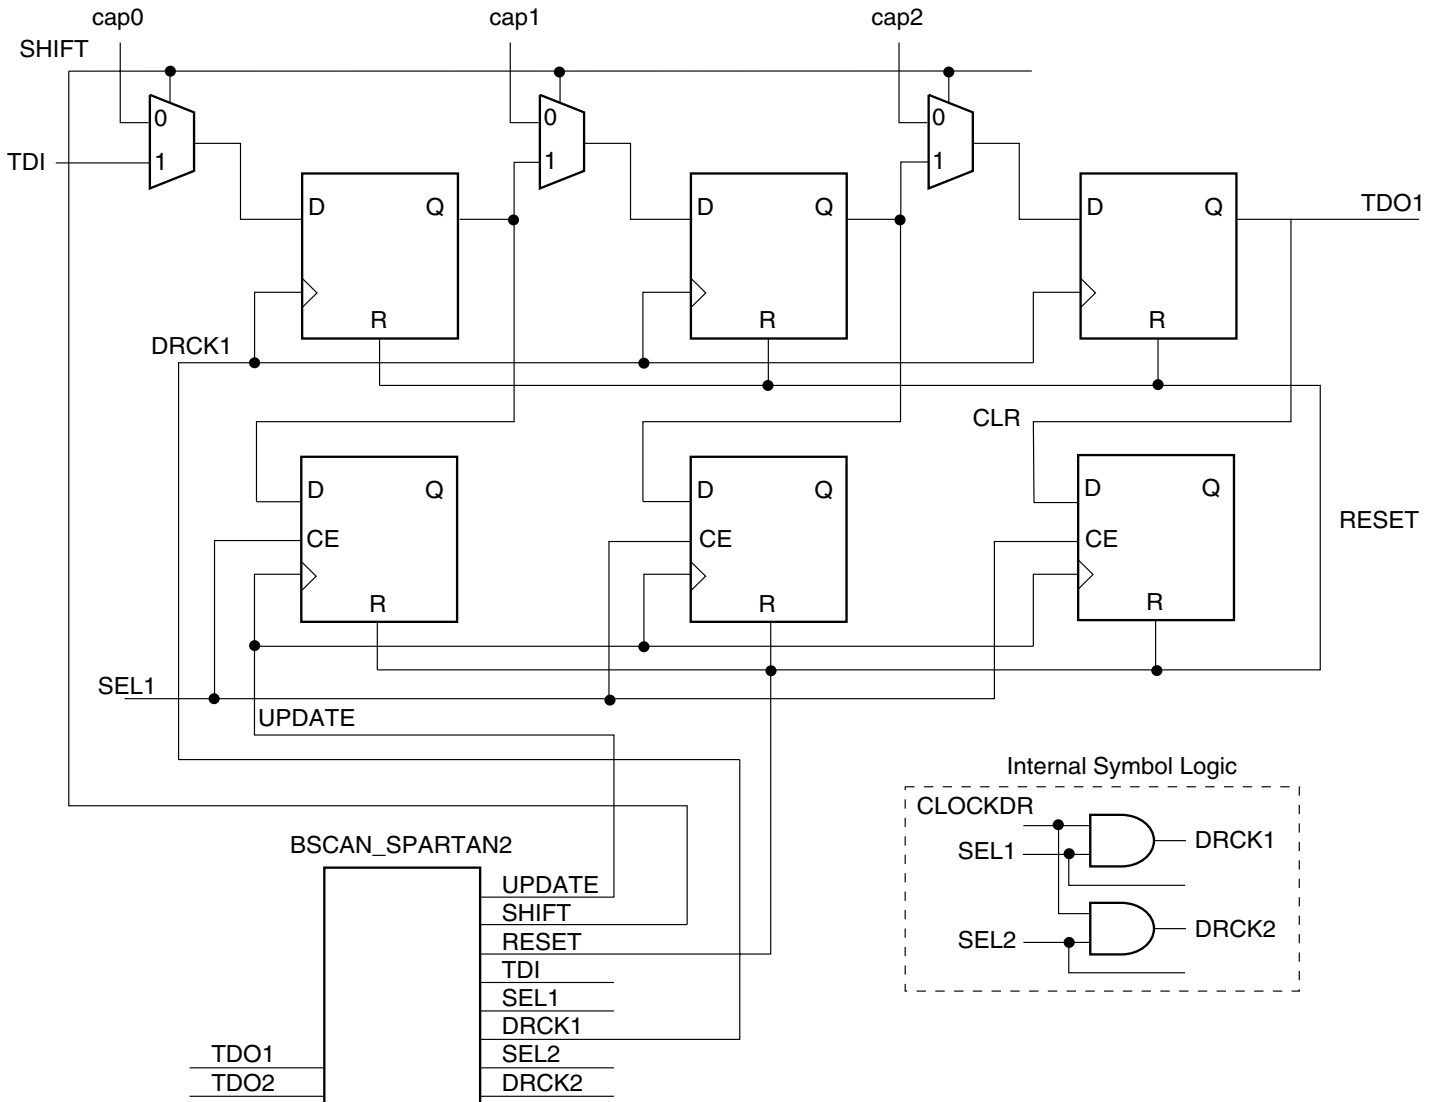 cap0 cap1 cap2
SHIFT
0 0 0
TDI 1 1 1
D Q D Q D Q TDO1
R R R
DRCK1
CLR
D Q D Q D Q
RESET
CE CE CE
R R R
SEL1
UPDATE
Internal Symbol Logic
CLOCKDR
SEL1 DRCK1
SEL2 DRCK2
BSCAN_SPARTAN2
UPDATE
SHIFT
RESET
TDI
SEL1
DRCK1
TDO1 SEL2
TDO2 DRCK2